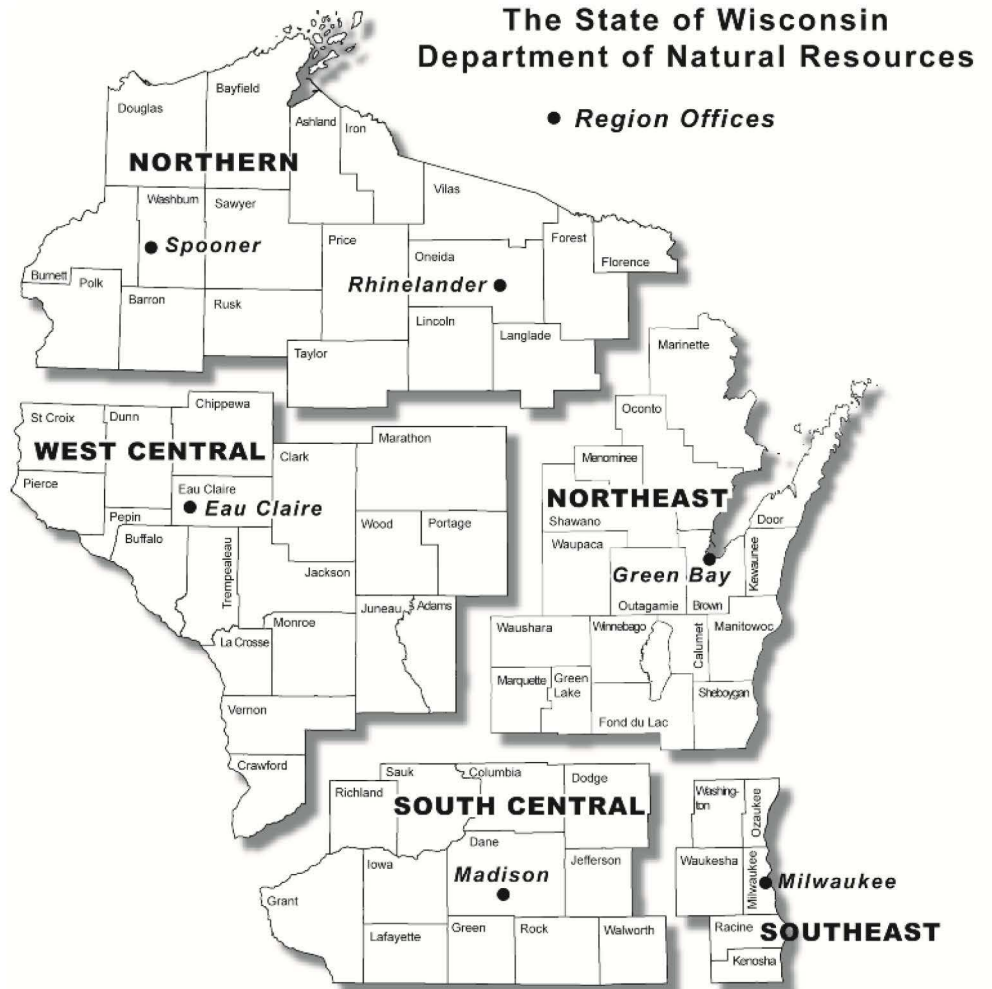 The State of Wisconsin
Department of Natural Resources
Region Offices
Douglas
Bayfield
Ashland
Iron
NORTHERN
Vilas
Washburn
Sawyer
Spooner
Price
Forest
Florence
Oneida
Burnett
Polk
Rhinelander
Barron
Rusk
Lincoln
Langlade
Taylor
Marinette
St Croix
Dunn
Chippewa
Oconto
WEST CENTRAL
Clark
Marathon
Menominee
Pierce
Eau Claire
Eau Claire
NORTHEAST
Pepin
Wood
Portage
Shawano
Door
Buffalo
Trempealeau
Waupaca
Kewaunee
Jackson
Green Bay
Juneau
Adams
Outagamie
Brown
Monroe
La Crosse
Waushara
Winnebago
Calumet
Manitowoc
Marquette
Green
Lake
Sheboygan
Vernon
Fond du Lac
Crawford
Sauk
Columbia
Dodge
Richland
SOUTH CENTRAL
Washing-
ton
Ozaukee
Dane
Iowa
Jefferson
Waukesha
Milwaukee
Madison
Milwaukee
Grant
Lafayette
Green
Rock
Walworth
Racine
SOUTHEAST
Kenosha